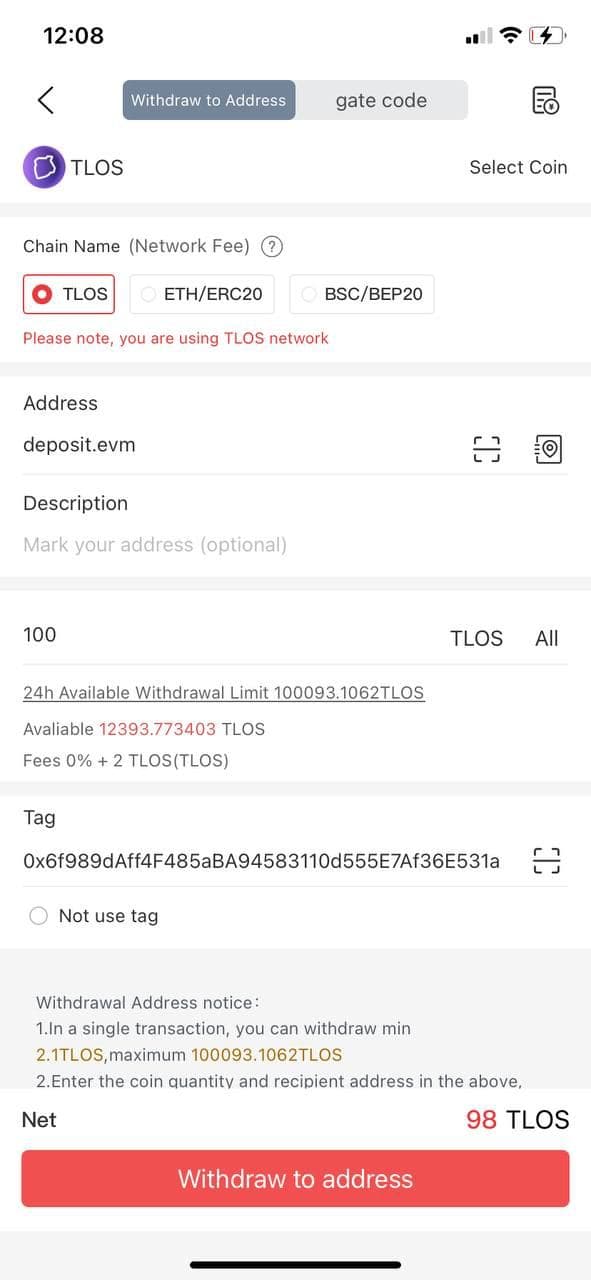 12:08
Withdraw to Address
gate code
TLOS
Select Coin
Chain Name (Network Fee) ?
TLOS
ETH/ERC20
BSC/BEP20
Please note, you are using TLOS network
Address
deposit.evm
Description
Mark your address (optional)
100
TLOS
All
24h Available Withdrawal Limit 100093.1062TLOS
Avaliable 12393.773403 TLOS
Fees 0% + 2 TLOS(TLOS)
Tag
0x6f989dAff4F485aBA94583110d555E7Af36E531a
Not use tag
Withdrawal Address notice:
1.In a single transaction, you can withdraw min
2.1TLOS,maximum 100093.1062TLOS
2.Enter the coin quantity and recipient address in the above,
Net
98 TLOS
Withdraw to address